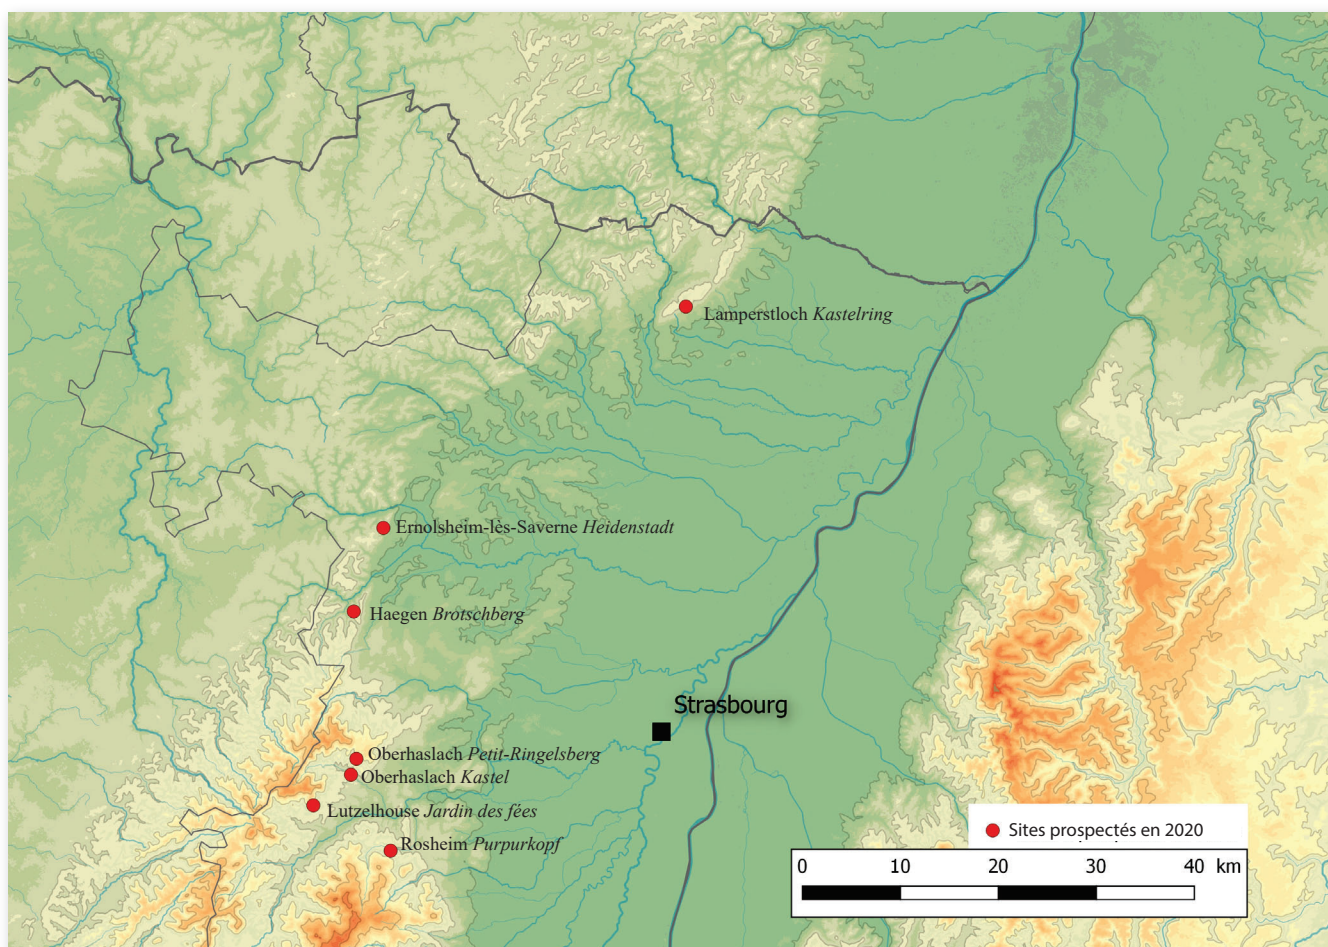 Lamperstloch Kastelring
Ernolsheim-lès-Saverne Heidenstadt
Haegen Brotschberg
Strasbourg
Oberhaslach Petit-Ringelsberg
Oberhaslach Kastel
Lutzelhouse Jardin des fées
Rosheim Purpurkopf
Sites prospectés en 2020
0 10 20 30 40 km